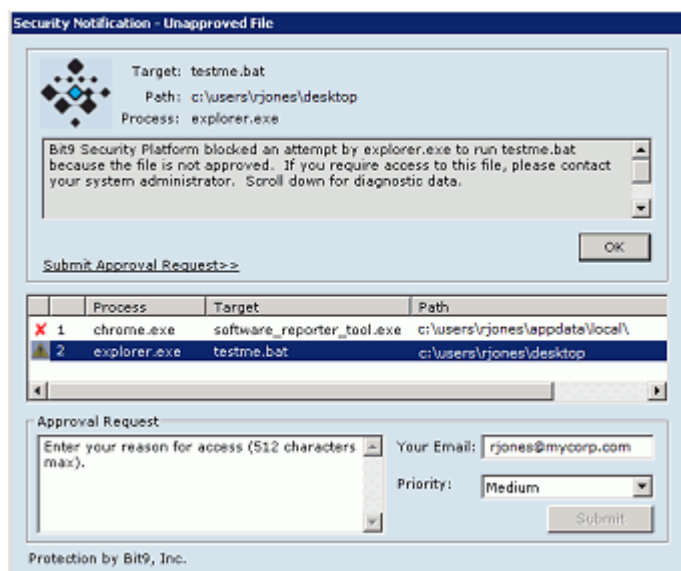 Security Notification - Unapproved File
Target: testme.bat
Path: c:\users\rjones\desktop
Process: explorer.exe
Bit9 Security Platform blocked an attempt by explorer.exe to run testme.bat
because the file is not approved. If you require access to this file, please contact
your system administrator. Scroll down for diagnostic data.
OK
Submit Approval Request>>
Process Target Path
1 chrome.exe software_reporter_tool.exe c:\users\rjones\appdata\local\
2 explorer.exe testme.bat c:\users\rjones\desktop
Approval Request
Enter your reason for access (512 characters
max).
Your Email: rjones@mycorp.com
Priority: Medium
Submit
Protection by Bit9, Inc.